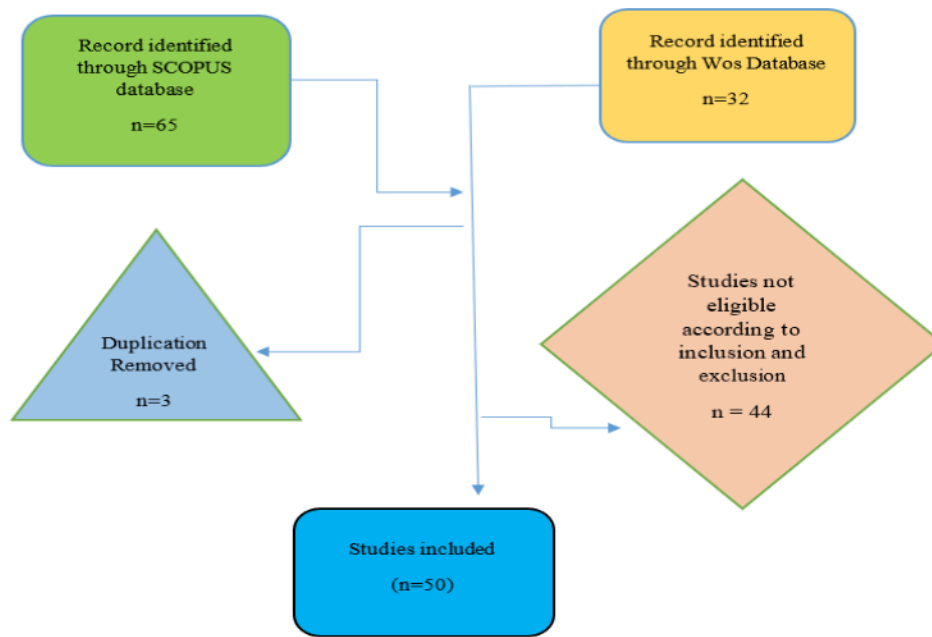 Record identified
through SCOPUS
database
n=65
Record identified
through Wos Database
n=32
Duplication
Removed
n=3
Studies not
eligible
according to
inclusion and
exclusion
n = 44
Studies included
(n=50)